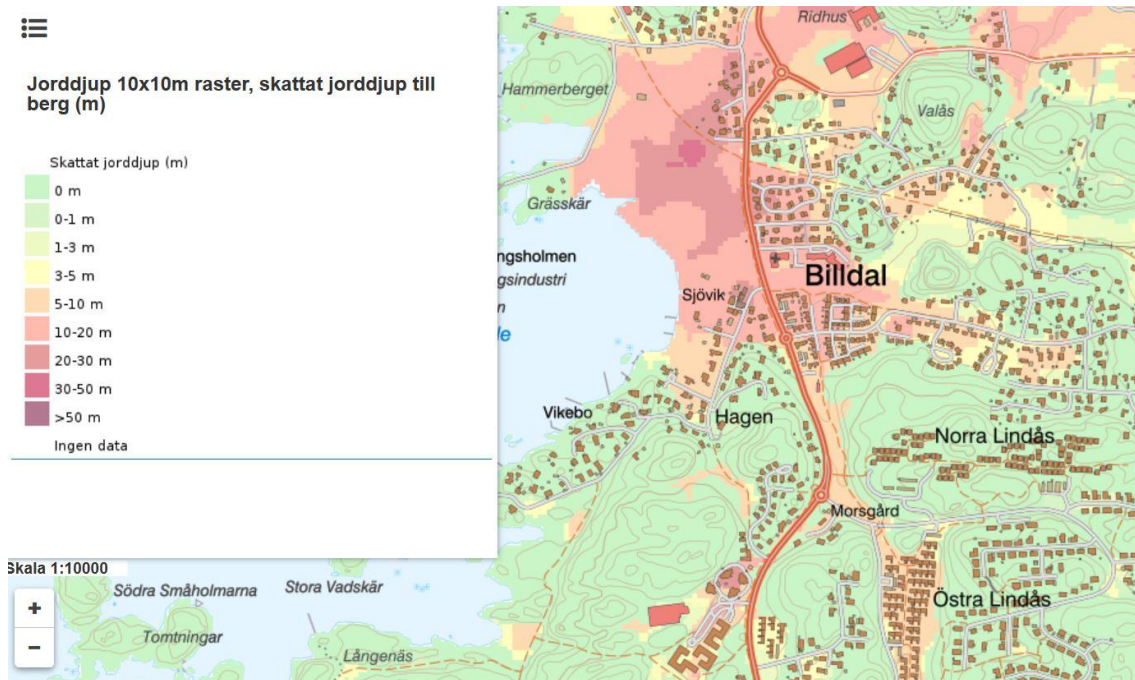 Jorddjup 10x10m raster, skattat jorddjup till
berg (m)
Skattat jorddjup (m)
0 m
0-1 m
1-3 m
3-5 m
5-10 m
10-20 m
20-30 m
30-50 m
>50 m
Ingen data
Skala 1:10000
+
−
Ridhus
Hammerberget
Valås
Grässkär
ngsholmen
gsindustri
n
le
Billdal
Sjövik
Vikebo
Hagen
Norra Lindås
Morsgård
Östra Lindås
Södra Småholmarna
Stora Vadskär
Tomtningar
Långenäs